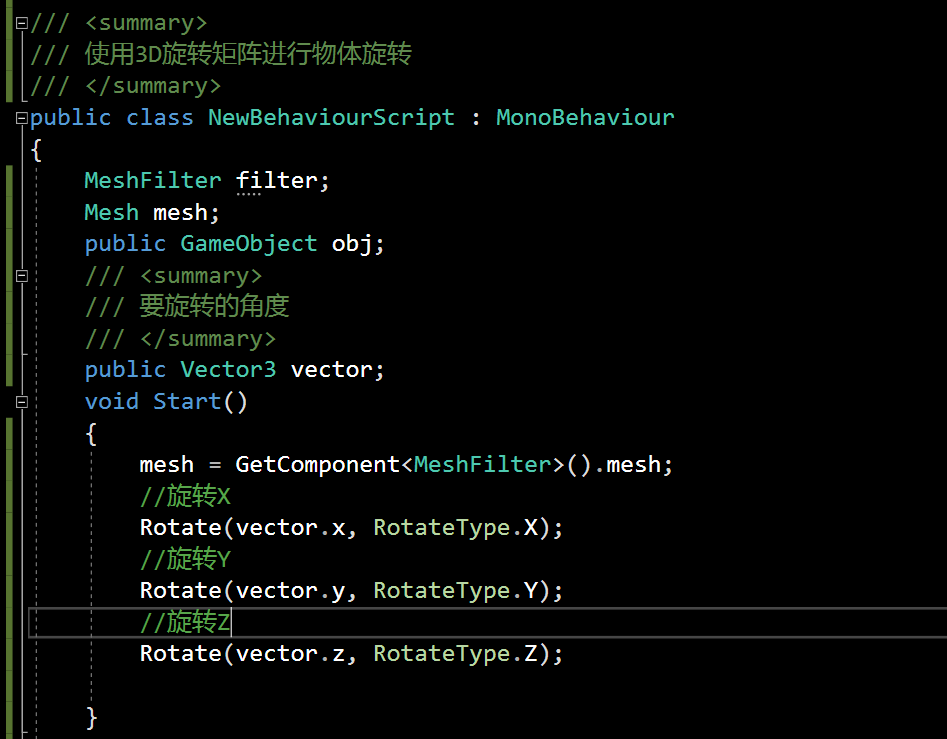 /// <summary>
/// 使用3D旋转矩阵进行物体旋转
/// </summary>
public class NewBehaviourScript : MonoBehaviour
{
MeshFilter filter;
Mesh mesh;
public GameObject obj;
/// <summary>
/// 要旋转的角度
/// </summary>
public Vector3 vector;
void Start()
{
mesh = GetComponent<MeshFilter>().mesh;
//旋转X
Rotate(vector.x, RotateType.X);
//旋转Y
Rotate(vector.y, RotateType.Y);
//旋转Z
Rotate(vector.z, RotateType.Z);
}